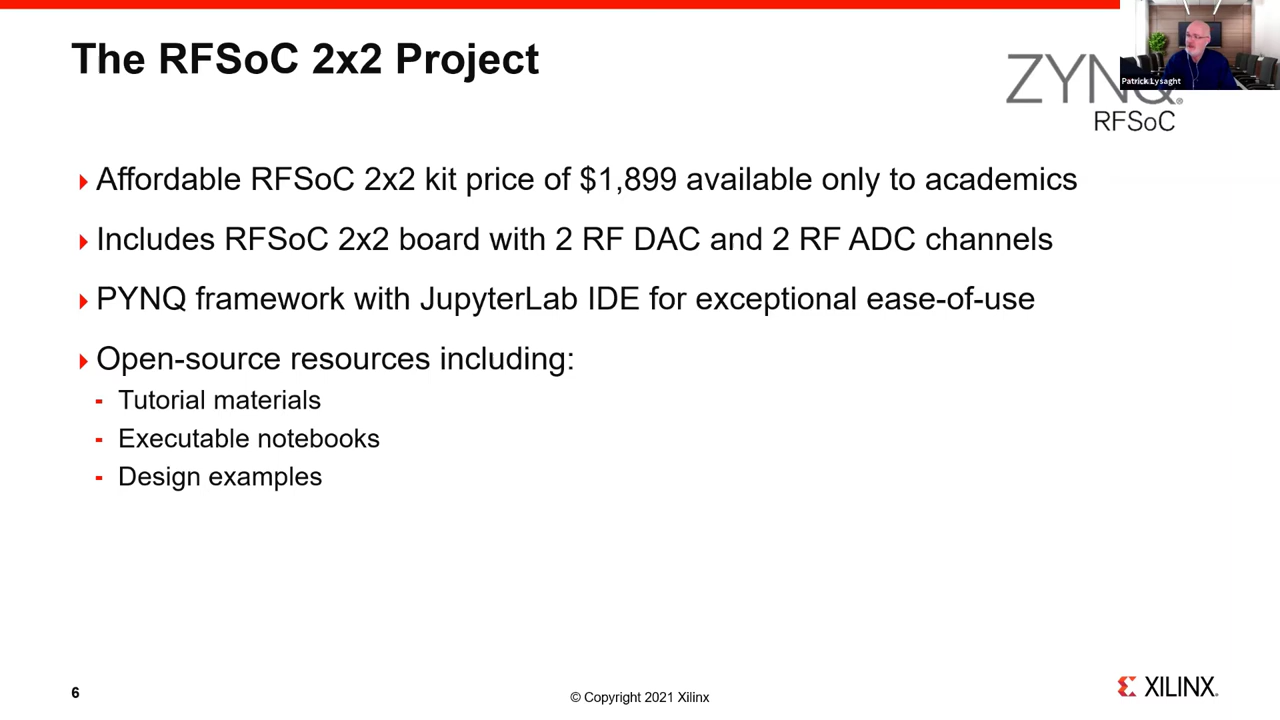 The RFSoC 2x2 Project
ZYNQ
RFSoC
Patrick Lysaght
Affordable RFSoC 2x2 kit price of $1,899 available only to academics
Includes RFSoC 2x2 board with 2 RF DAC and 2 RF ADC channels
PYNQ framework with JupyterLab IDE for exceptional ease-of-use
Open-source resources including:
- Tutorial materials
- Executable notebooks
- Design examples
6
© Copyright 2021 Xilinx
XILINX.